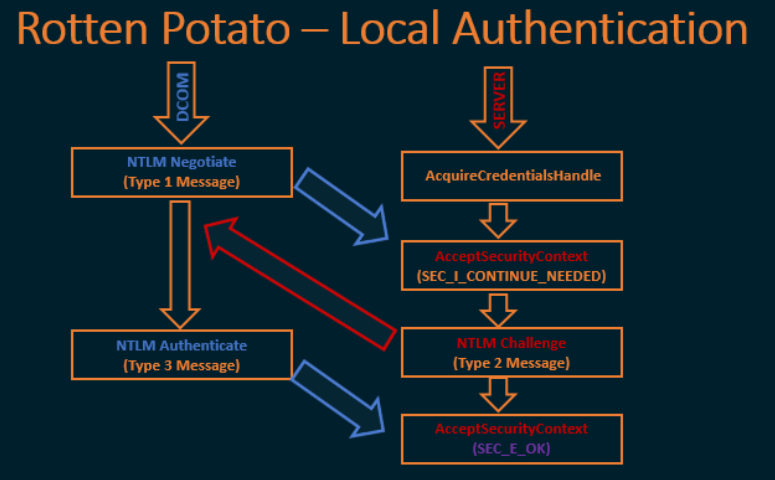 Rotten Potato – Local Authentication
DCOM
SERVER
NTLM Negotiate
(Type 1 Message)
AcquireCredentialsHandle
AcceptSecurityContext
(SEC_I_CONTINUE_NEEDED)
NTLM Authenticate
(Type 3 Message)
NTLM Challenge
(Type 2 Message)
AcceptSecurityContext
(SEC_E_OK)